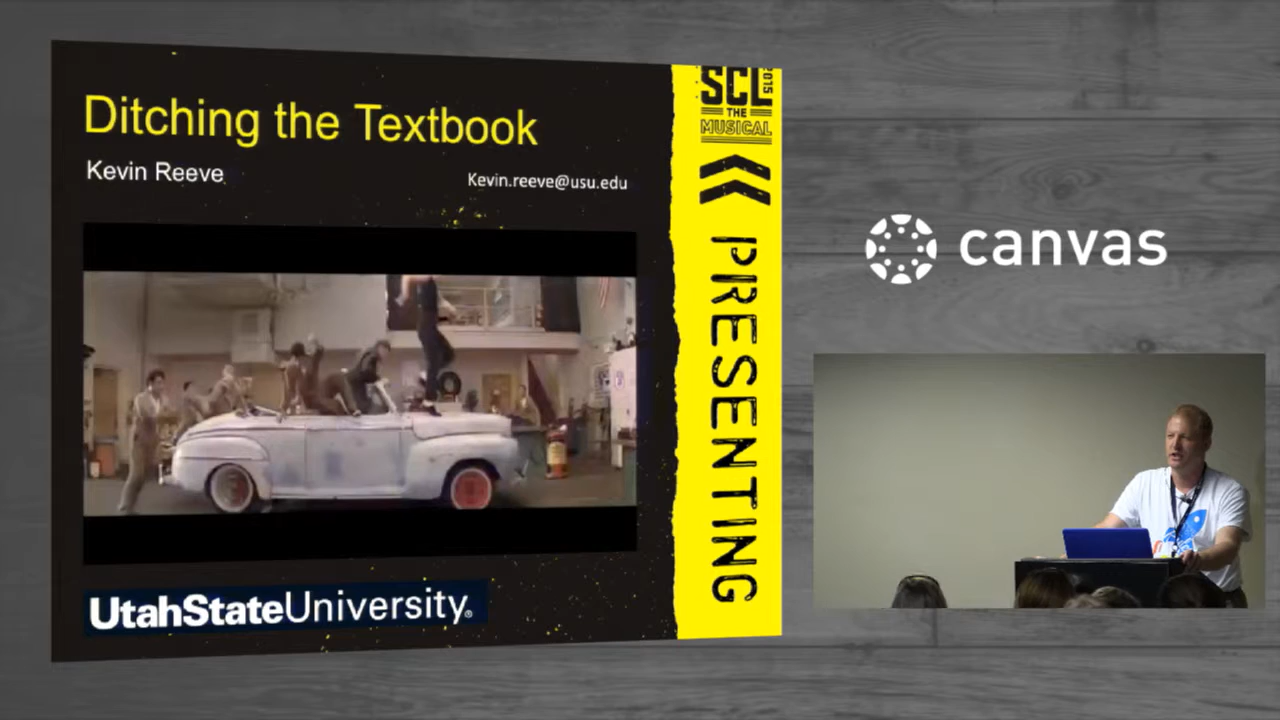 Ditching the Textbook
Kevin Reeve
Kevin.reeve@usu.edu
UtahStateUniversity®
SCL 2015
THE
MUSICAL
PRESENTING
canvas